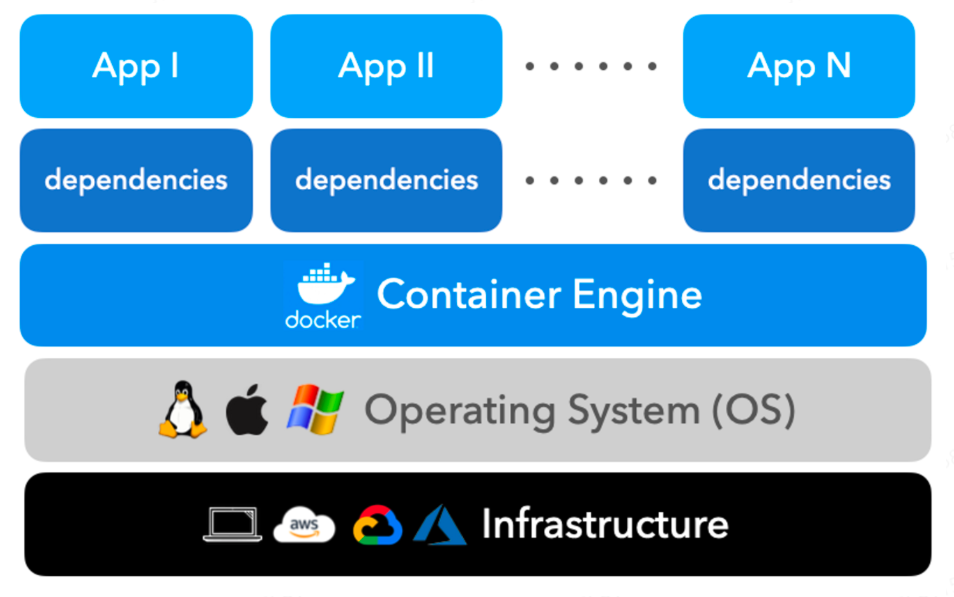 App I
App II
App N
dependencies
dependencies
dependencies
docker
Container Engine
Operating System (OS)
aws
Infrastructure